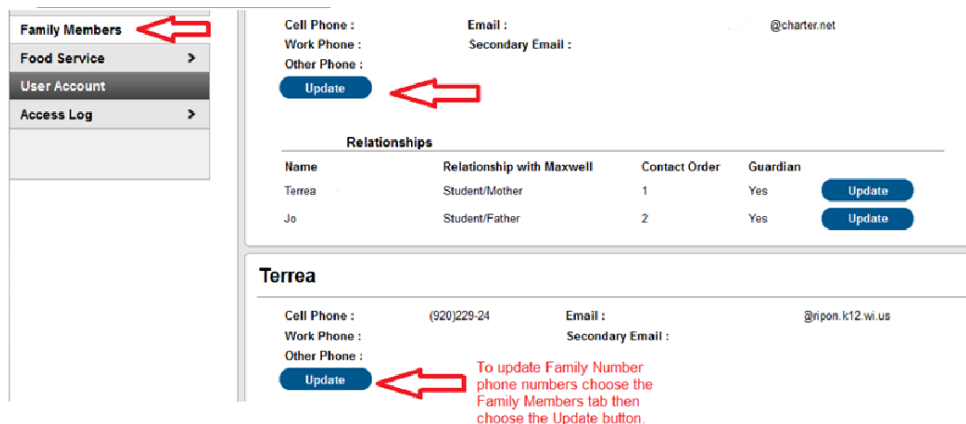 Family Members
Food Service >
User Account
Access Log >
Cell Phone : Email : @charter.net
Work Phone : Secondary Email :
Other Phone :
Update
Relationships
Name Relationship with Maxwell Contact Order Guardian
Terrea Student/Mother 1 Yes Update
Jo Student/Father 2 Yes Update
Terrea
Cell Phone : (920)229-24 Email : @ripon.k12.wi.us
Work Phone : Secondary Email :
Other Phone :
Update
To update Family Number
phone numbers choose the
Family Members tab then
choose the Update button.